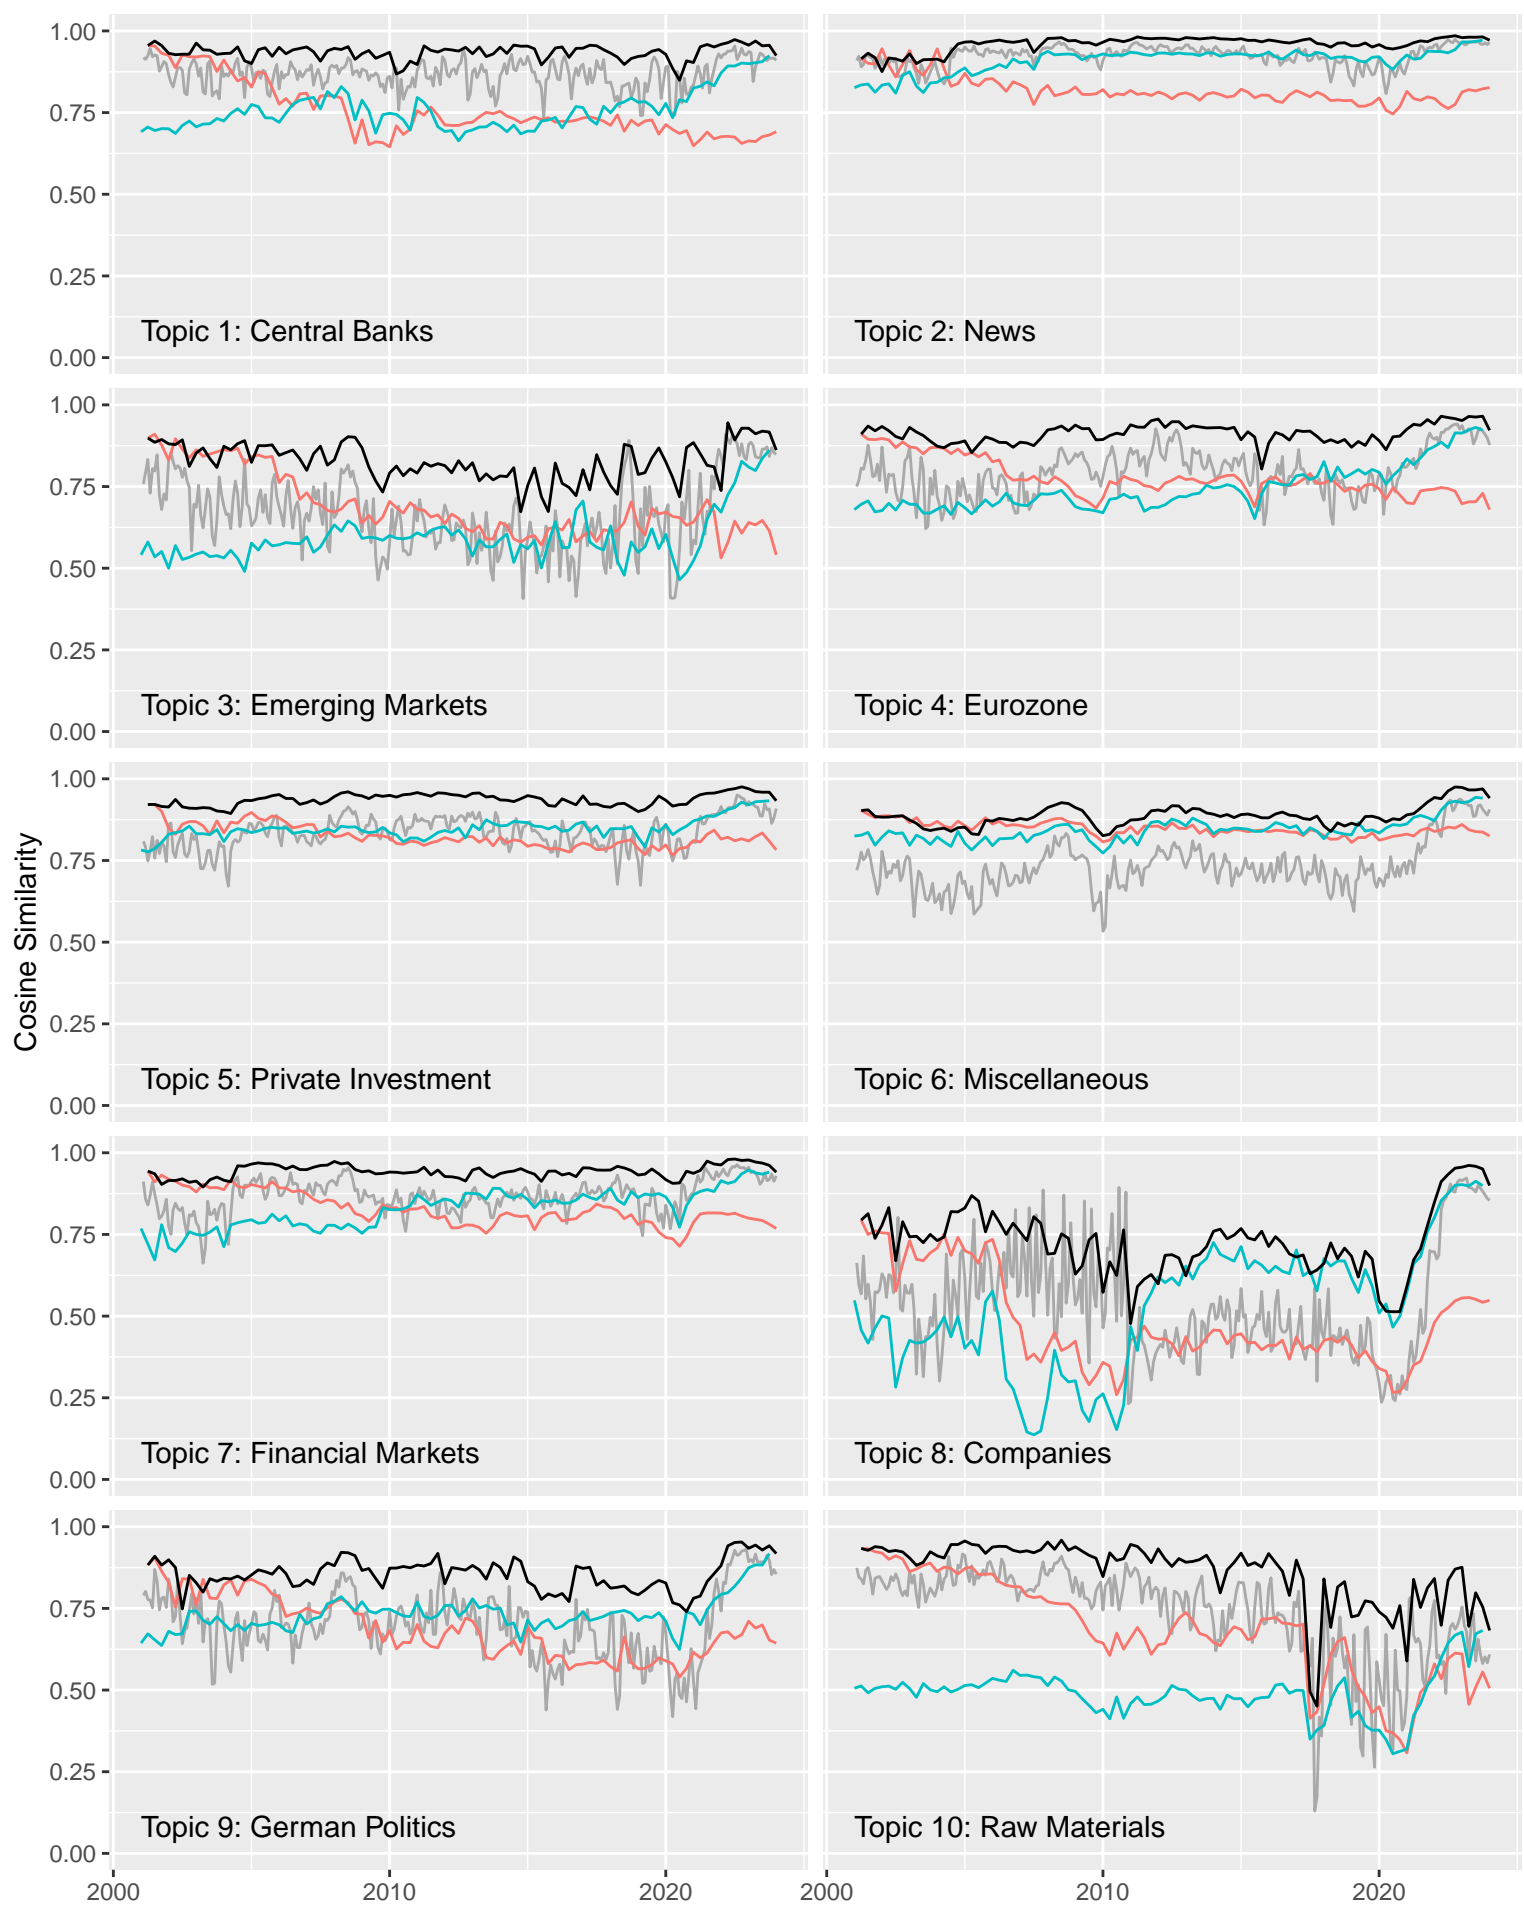 Cosine Similarity
1.00
0.75
0.50
0.25
0.00
Topic 1: Central Banks
Topic 2: News
1.00
0.75
0.50
0.25
0.00
Topic 3: Emerging Markets
Topic 4: Eurozone
1.00
0.75
0.50
0.25
0.00
Topic 5: Private Investment
Topic 6: Miscellaneous
1.00
0.75
0.50
0.25
0.00
Topic 7: Financial Markets
Topic 8: Companies
1.00
0.75
0.50
0.25
0.00
Topic 9: German Politics
Topic 10: Raw Materials
2000 2010 2020 2000 2010 2020